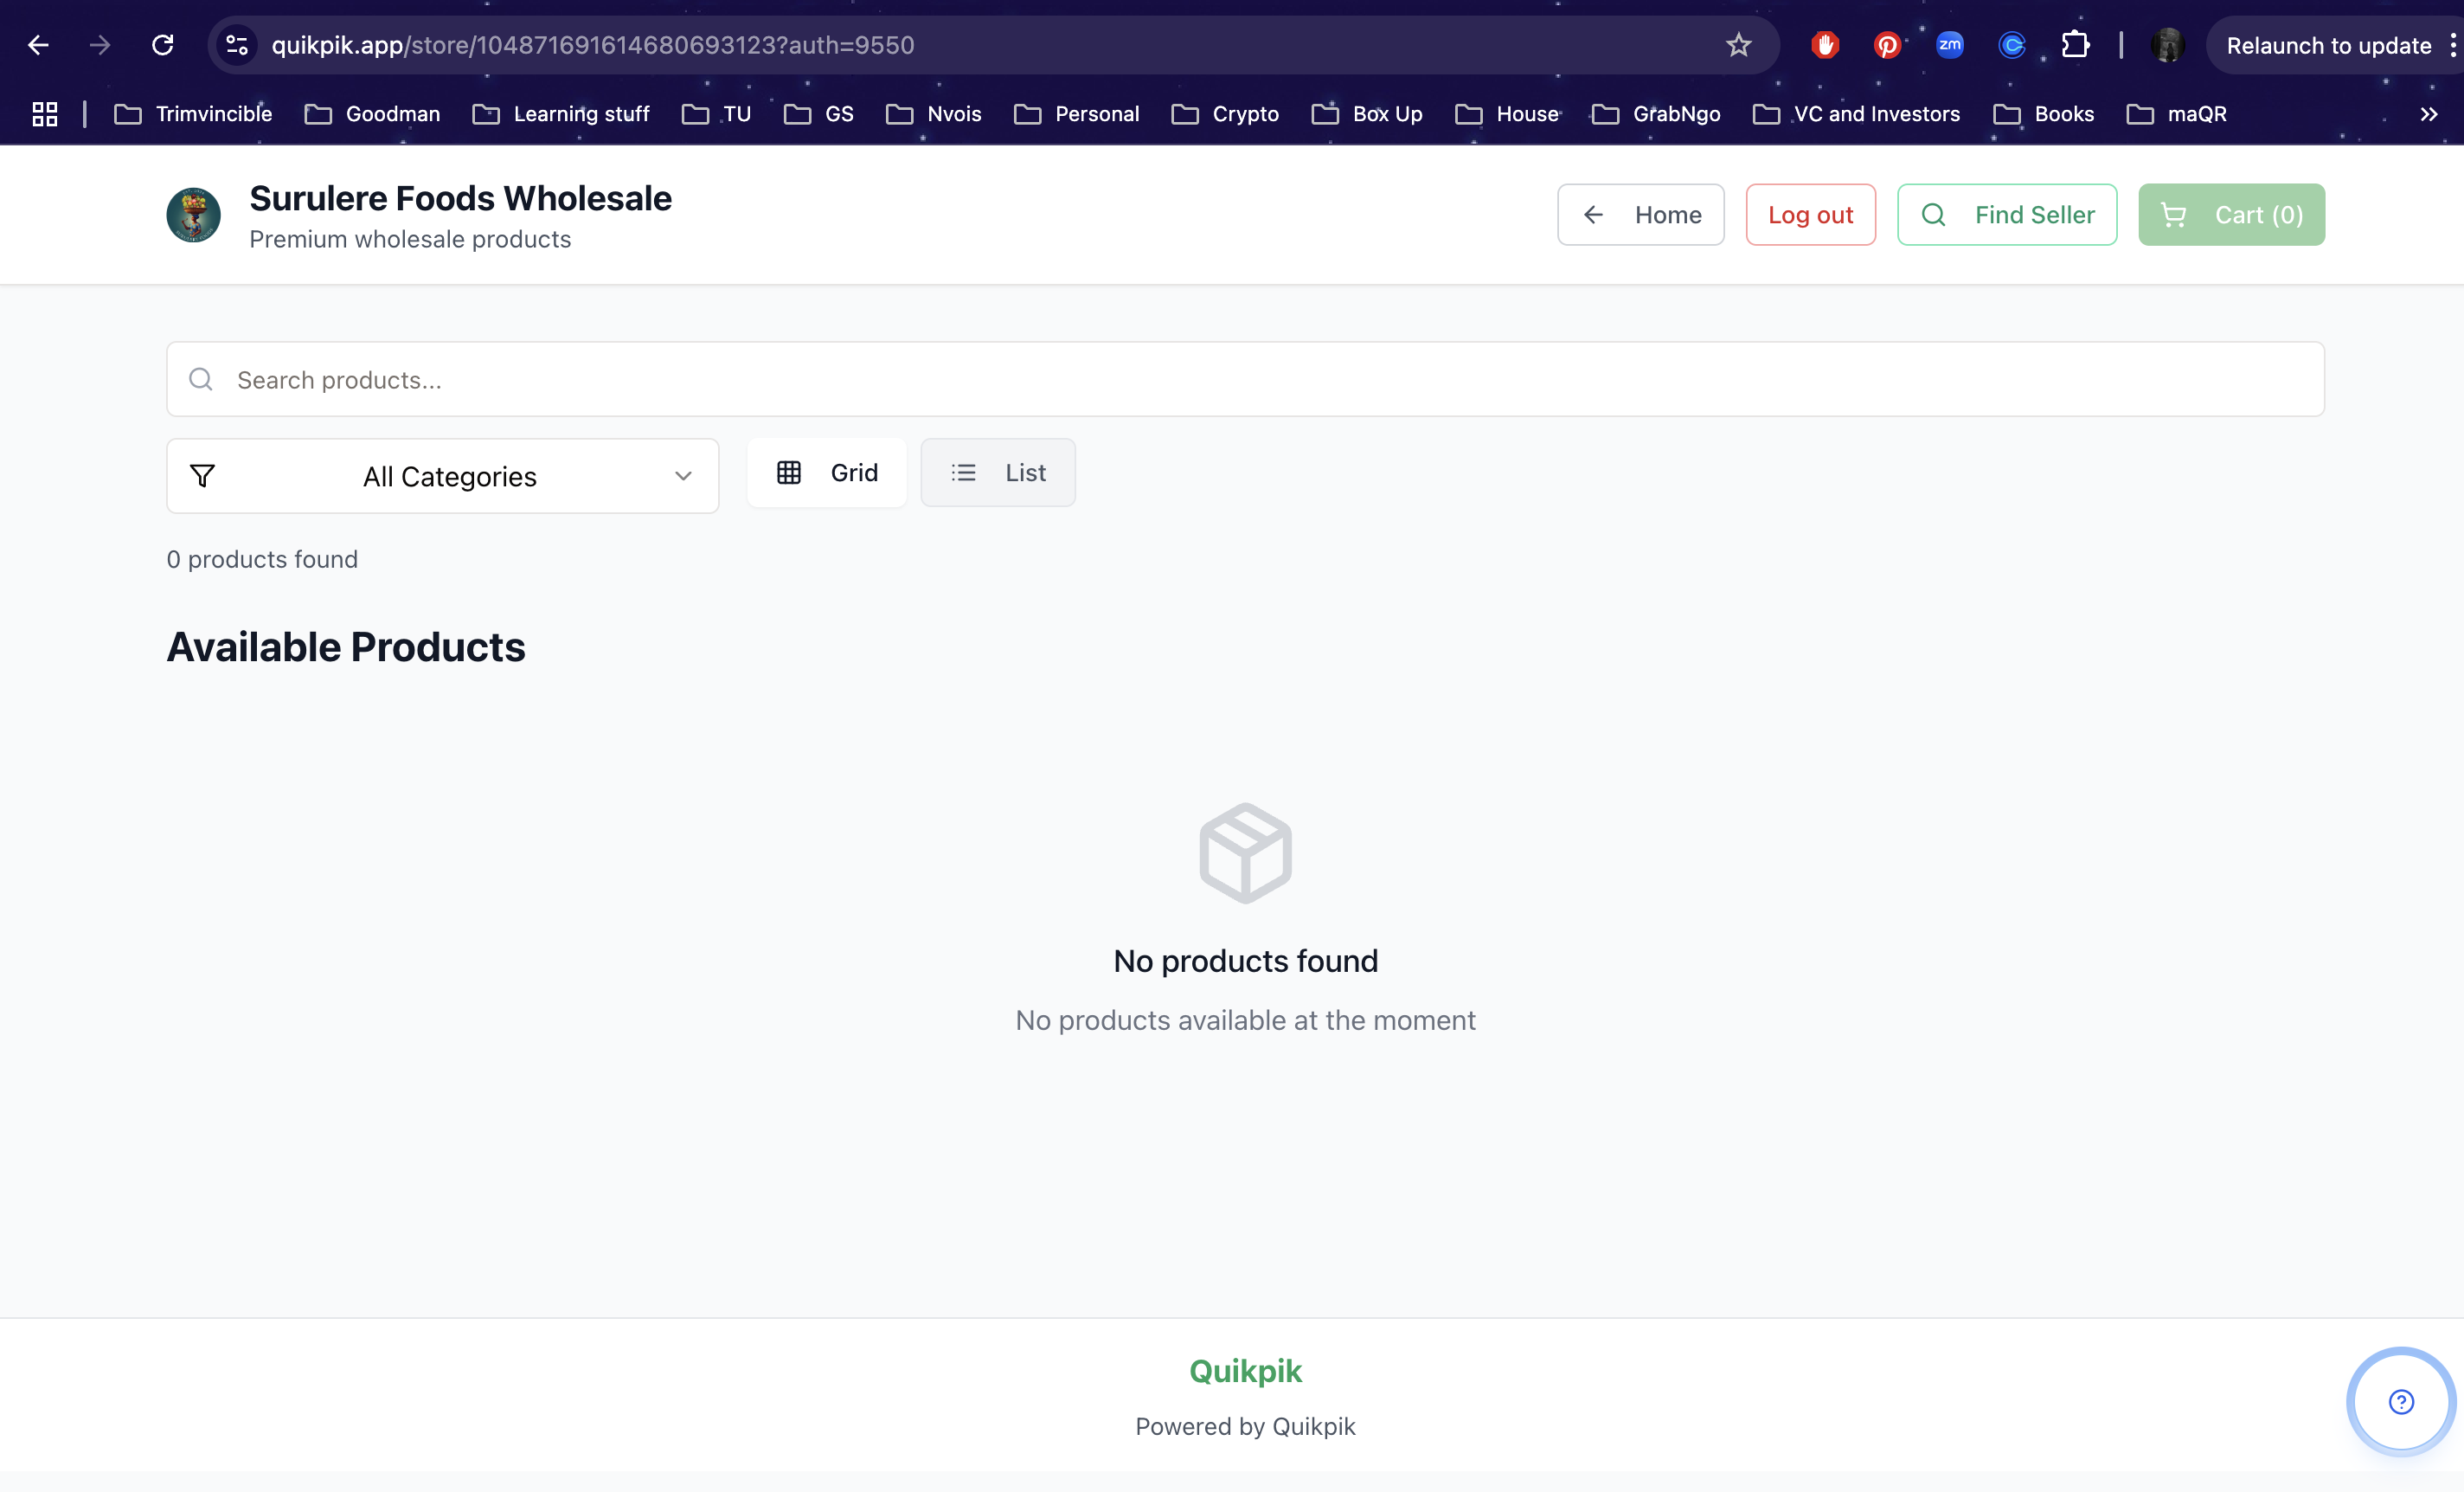 quikpik.app/store/104871691614680693123?auth=9550
zm
Relaunch to update
Trimvincible
Goodman
Learning stuff
TU
GS
Nvois
Personal
Crypto
Box Up
House
GrabNgo
VC and Investors
Books
maQR
Surulere Foods Wholesale
Premium wholesale products
Home
Log out
Find Seller
Cart (0)
Search products...
All Categories
Grid
List
0 products found
Available Products
No products found
No products available at the moment
Quikpik
Powered by Quikpik